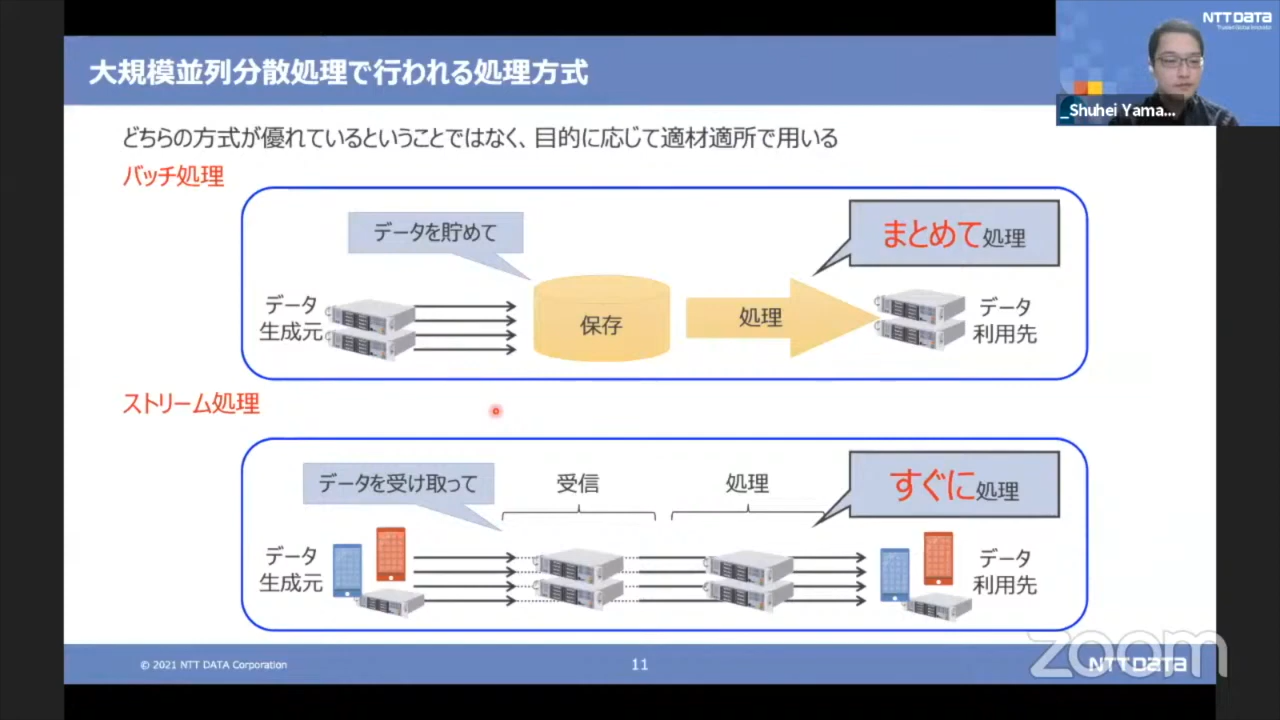 大規模並列分散処理で行われる処理方式
NTT DATA
Trusted Global Innovator
_Shuhei Yama...
どちらの方式が優れているということではなく、目的に応じて適材適所で用いる
バッチ処理
データを貯めて
まとめて処理
データ
生成元
保存
処理
データ
利用先
ストリーム処理
データを受け取って
受信
処理
すぐに処理
データ
生成元
データ
利用先
© 2021 NTT DATA Corporation
11
NTT DATA
zoom